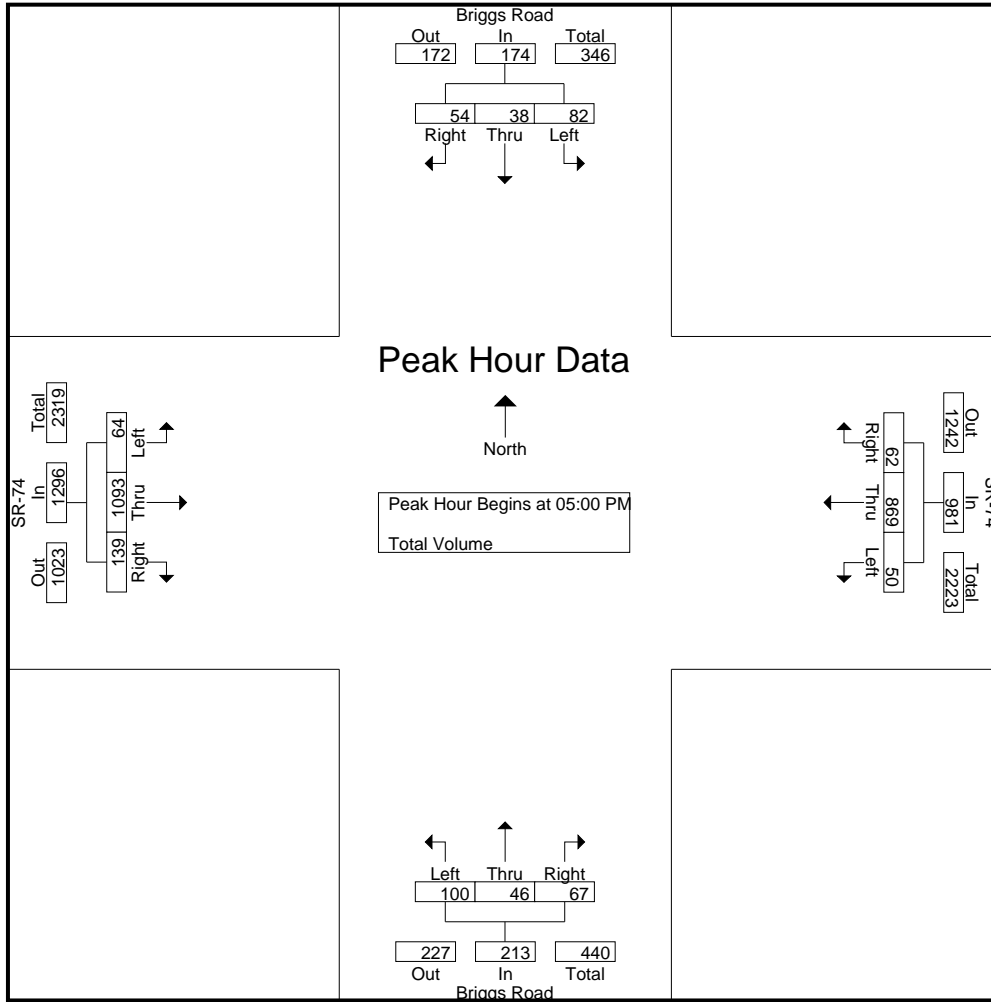 Briggs Road
Out In Total
172 174 346
54 38 82
Right Thru Left
Peak Hour Data
North
Peak Hour Begins at 05:00 PM
Total Volume
SR-74
Total In Out
2319 1296 1023
64 1093 139
Left Thru Right
SR-74
Out In Total
1242 981 2223
62 869 50
Right Thru Left
Left Thru Right
100 46 67
227 213 440
Out In Total
Briggs Road